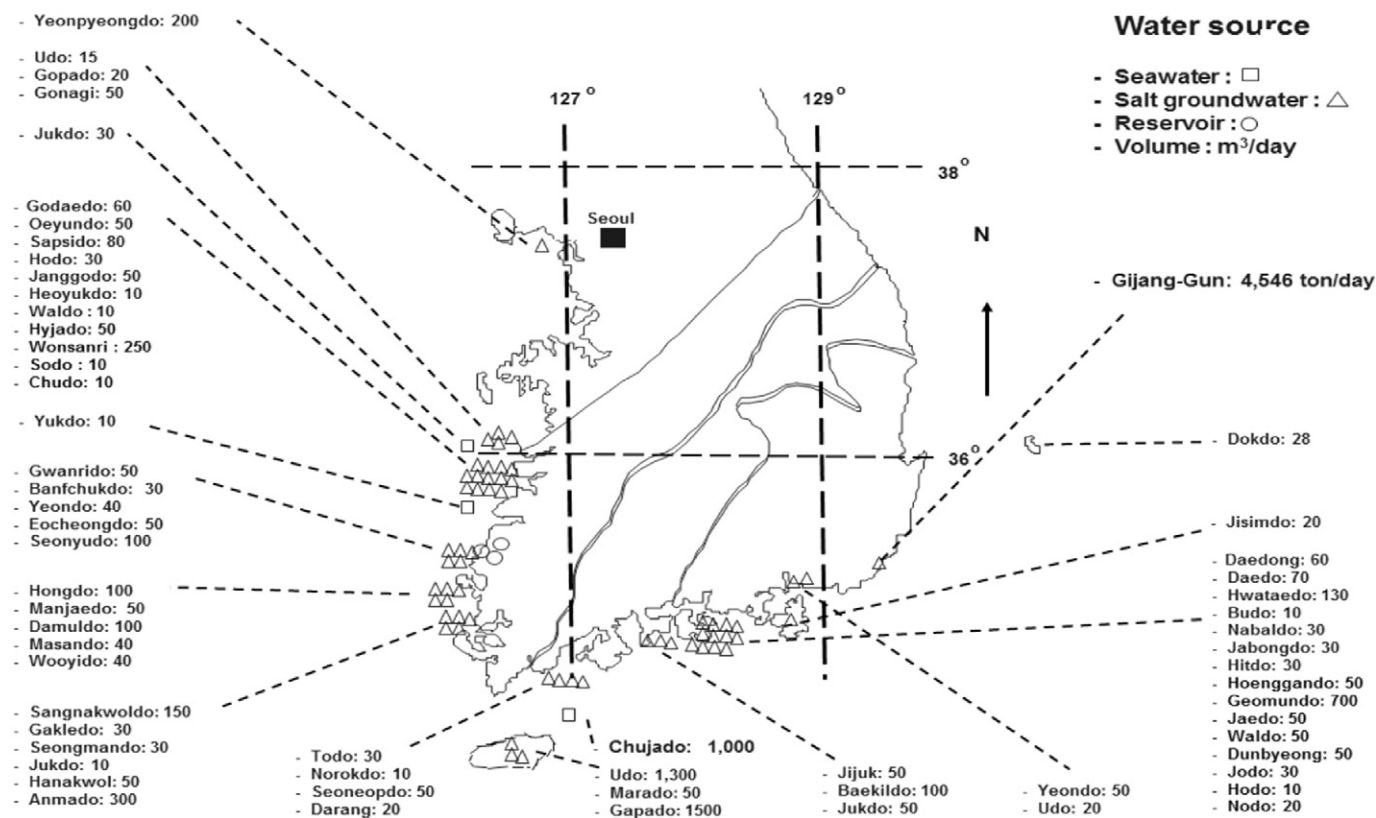 - Yeonpyeongdo: 200
- Udo: 15
- Gopado: 20
- Gonagi: 50
- Jukdo: 30
- Godaedo: 60
- Oeyundo: 50
- Sapsido: 80
- Hodo: 30
- Janggodo: 50
- Heoyukdo: 10
- Waldo : 10
- Hyjado: 50
- Wonsanri : 250
- Sodo : 10
- Chudo: 10
- Yukdo: 10
- Gwanrido: 50
- Banfchukdo: 30
- Yeondo: 40
- Eocheongdo: 50
- Seonyudo: 100
- Hongdo: 100
- Manjaedo: 50
- Damuldo: 100
- Masando: 40
- Wooyido: 40
- Sangnakwoldo: 150
- Gakledo: 30
- Seongmando: 30
- Jukdo: 10
- Hanakwol: 50
- Anmado: 300
127 o
129 o
38 o
Seoul
N
36 o
- Todo: 30
- Norokdo: 10
- Seoneopdo: 50
- Darang: 20
- Chujado: 1,000
- Udo: 1,300
- Marado: 50
- Gapado: 1500
- Jijuk: 50
- Baekildo: 100
- Jukdo: 50
- Yeondo: 50
- Udo: 20
Water source
- Seawater : □
- Salt groundwater : △
- Reservoir : ○
- Volume : m³/day
- Gijang-Gun: 4,546 ton/day
- Dokdo: 28
- Jisimdo: 20
- Daedong: 60
- Daedo: 70
- Hwataedo: 130
- Budo: 10
- Nabaldo: 30
- Jabongdo: 30
- Hitdo: 30
- Hoenggando: 50
- Geomundo: 700
- Jaedo: 50
- Waldo: 50
- Dunbyeong: 50
- Jodo: 30
- Hodo: 10
- Nodo: 20